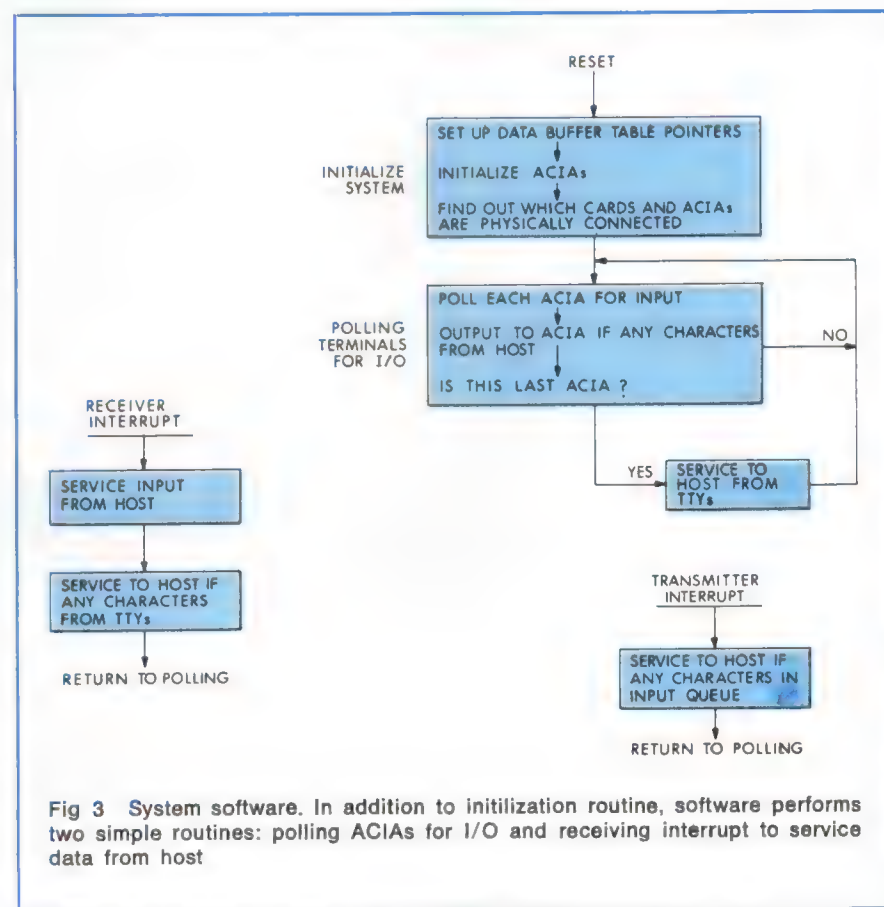 RESET
SET UP DATA BUFFER TABLE POINTERS
INITIALIZE ACIAs
FIND OUT WHICH CARDS AND ACIAs
ARE PHYSICALLY CONNECTED
INITIALIZE
SYSTEM
POLL EACH ACIA FOR INPUT
OUTPUT TO ACIA IF ANY CHARACTERS
FROM HOST
IS THIS LAST ACIA ?
POLLING
TERMINALS
FOR I/O
NO
YES
SERVICE TO
HOST FROM
TTYs
RECEIVER
INTERRUPT
SERVICE INPUT
FROM HOST
SERVICE TO HOST IF
ANY CHARACTERS
FROM TTYs
RETURN TO POLLING
TRANSMITTER
INTERRUPT
SERVICE TO HOST IF
ANY CHARACTERS IN
INPUT QUEUE
RETURN TO POLLING
Fig 3 System software. In addition to initilization routine, software performs
two simple routines: polling ACIAs for I/O and receiving interrupt to service
data from host